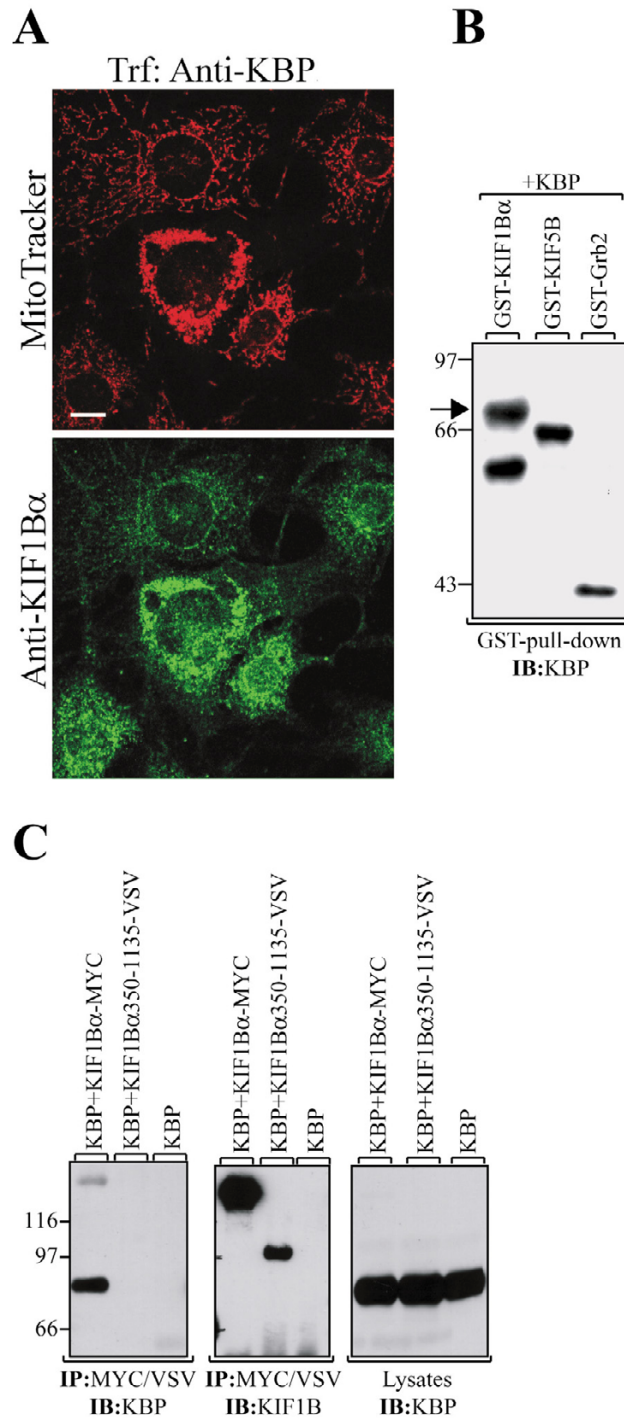 A
Trf: Anti-KBP
MitoTracker
Anti-KIF1Bα
B
+KBP
GST-KIF1Bα
GST-KIF5B
GST-Grb2
97
66
43
GST-pull-down
IB:KBP
C
KBP+KIF1Bα-MYC
KBP+KIF1Bα350-1135-VSV
KBP
KBP+KIF1Bα-MYC
KBP+KIF1Bα350-1135-VSV
KBP
KBP+KIF1Bα-MYC
KBP+KIF1Bα350-1135-VSV
KBP
116
97
66
IP:MYC/VSV
IB:KBP
IP:MYC/VSV
IB:KIF1B
Lysates
IB:KBP